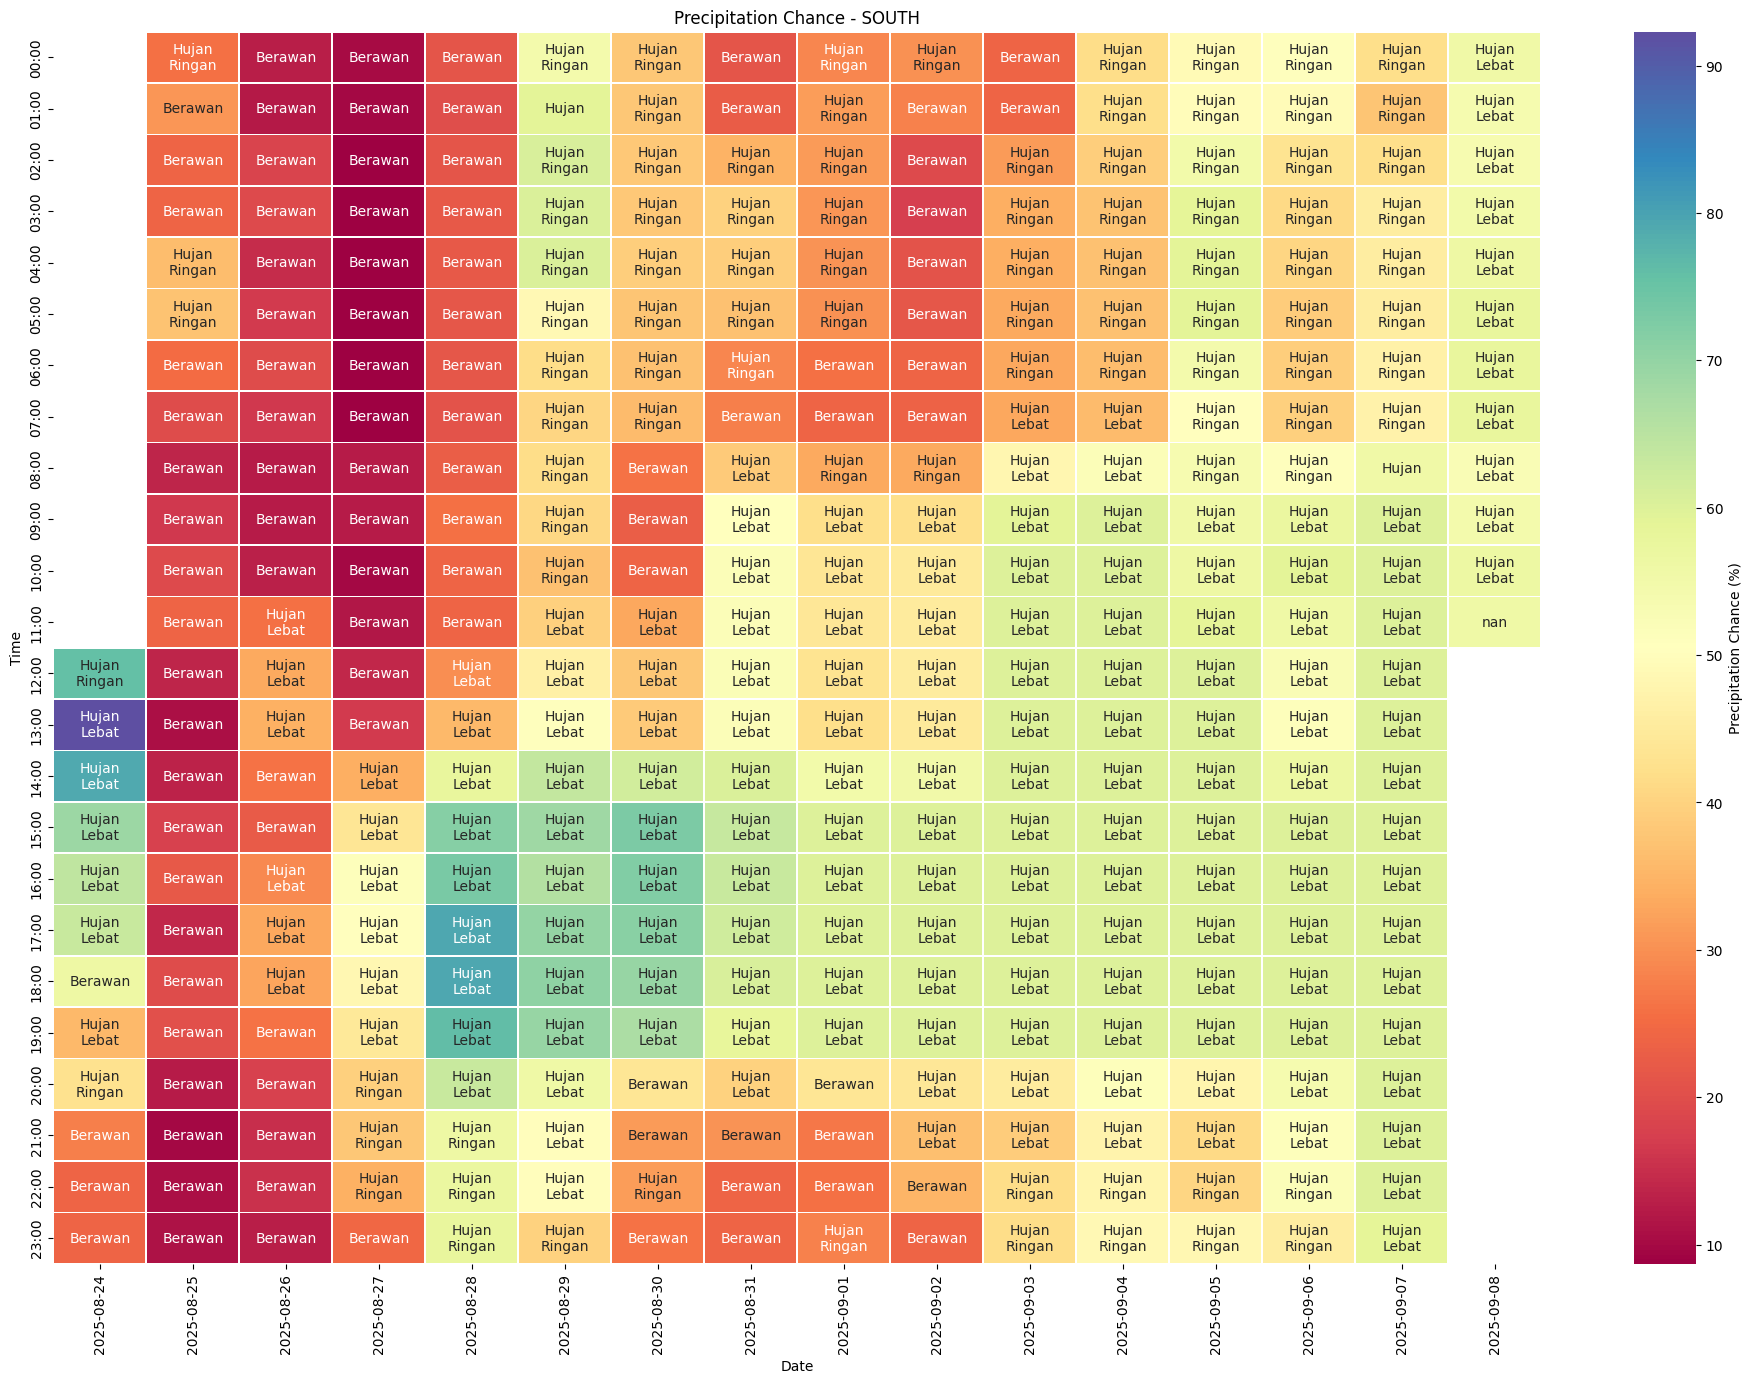 Precipitation Chance - SOUTH
00:00 Hujan Ringan Berawan Berawan Berawan Hujan Ringan Hujan Ringan Berawan Hujan Ringan Hujan Ringan Berawan Hujan Ringan Hujan Ringan Hujan Ringan Hujan Ringan Hujan Lebat
01:00 Berawan Berawan Berawan Berawan Hujan Hujan Ringan Berawan Hujan Ringan Berawan Berawan Hujan Ringan Hujan Ringan Hujan Ringan Hujan Ringan Hujan Lebat
02:00 Berawan Berawan Berawan Berawan Hujan Ringan Hujan Ringan Hujan Ringan Hujan Ringan Berawan Hujan Ringan Hujan Ringan Hujan Ringan Hujan Ringan Hujan Ringan Hujan Lebat
03:00 Berawan Berawan Berawan Berawan Hujan Ringan Hujan Ringan Hujan Ringan Hujan Ringan Berawan Hujan Ringan Hujan Ringan Hujan Ringan Hujan Ringan Hujan Ringan Hujan Lebat
04:00 Hujan Ringan Berawan Berawan Berawan Hujan Ringan Hujan Ringan Hujan Ringan Hujan Ringan Berawan Hujan Ringan Hujan Ringan Hujan Ringan Hujan Ringan Hujan Ringan Hujan Lebat
05:00 Hujan Ringan Berawan Berawan Berawan Hujan Ringan Hujan Ringan Hujan Ringan Hujan Ringan Berawan Hujan Ringan Hujan Ringan Hujan Ringan Hujan Ringan Hujan Ringan Hujan Lebat
06:00 Berawan Berawan Berawan Berawan Hujan Ringan Hujan Ringan Hujan Ringan Berawan Berawan Hujan Ringan Hujan Ringan Hujan Ringan Hujan Ringan Hujan Ringan Hujan Lebat
07:00 Berawan Berawan Berawan Berawan Hujan Ringan Hujan Ringan Berawan Berawan Berawan Hujan Lebat Hujan Lebat Hujan Ringan Hujan Ringan Hujan Ringan Hujan Lebat
08:00 Berawan Berawan Berawan Berawan Hujan Ringan Berawan Hujan Lebat Hujan Ringan Hujan Ringan Hujan Lebat Hujan Lebat Hujan Ringan Hujan Ringan Hujan Hujan Lebat
09:00 Berawan Berawan Berawan Berawan Hujan Ringan Berawan Hujan Lebat Hujan Lebat Hujan Lebat Hujan Lebat Hujan Lebat Hujan Lebat Hujan Lebat Hujan Lebat Hujan Lebat
10:00 Berawan Berawan Berawan Berawan Hujan Ringan Berawan Hujan Lebat Hujan Lebat Hujan Lebat Hujan Lebat Hujan Lebat Hujan Lebat Hujan Lebat Hujan Lebat Hujan Lebat
11:00 Berawan Hujan Lebat Berawan Berawan Hujan Lebat Hujan Lebat Hujan Lebat Hujan Lebat Hujan Lebat Hujan Lebat Hujan Lebat Hujan Lebat Hujan Lebat Hujan Lebat nan
12:00 Hujan Ringan Berawan Hujan Lebat Berawan Hujan Lebat Hujan Lebat Hujan Lebat Hujan Lebat Hujan Lebat Hujan Lebat Hujan Lebat Hujan Lebat Hujan Lebat Hujan Lebat Hujan Lebat
13:00 Hujan Lebat Berawan Hujan Lebat Berawan Hujan Lebat Hujan Lebat Hujan Lebat Hujan Lebat Hujan Lebat Hujan Lebat Hujan Lebat Hujan Lebat Hujan Lebat Hujan Lebat Hujan Lebat
14:00 Hujan Lebat Berawan Berawan Hujan Lebat Hujan Lebat Hujan Lebat Hujan Lebat Hujan Lebat Hujan Lebat Hujan Lebat Hujan Lebat Hujan Lebat Hujan Lebat Hujan Lebat Hujan Lebat
15:00 Hujan Lebat Berawan Berawan Hujan Lebat Hujan Lebat Hujan Lebat Hujan Lebat Hujan Lebat Hujan Lebat Hujan Lebat Hujan Lebat Hujan Lebat Hujan Lebat Hujan Lebat Hujan Lebat
16:00 Hujan Lebat Berawan Hujan Lebat Hujan Lebat Hujan Lebat Hujan Lebat Hujan Lebat Hujan Lebat Hujan Lebat Hujan Lebat Hujan Lebat Hujan Lebat Hujan Lebat Hujan Lebat Hujan Lebat
17:00 Hujan Lebat Berawan Hujan Lebat Hujan Lebat Hujan Lebat Hujan Lebat Hujan Lebat Hujan Lebat Hujan Lebat Hujan Lebat Hujan Lebat Hujan Lebat Hujan Lebat Hujan Lebat Hujan Lebat
18:00 Berawan Berawan Hujan Lebat Hujan Lebat Hujan Lebat Hujan Lebat Hujan Lebat Hujan Lebat Hujan Lebat Hujan Lebat Hujan Lebat Hujan Lebat Hujan Lebat Hujan Lebat Hujan Lebat
19:00 Hujan Lebat Berawan Berawan Hujan Lebat Hujan Lebat Hujan Lebat Hujan Lebat Hujan Lebat Hujan Lebat Hujan Lebat Hujan Lebat Hujan Lebat Hujan Lebat Hujan Lebat Hujan Lebat
20:00 Hujan Ringan Berawan Berawan Hujan Ringan Hujan Lebat Hujan Lebat Berawan Hujan Lebat Berawan Hujan Lebat Hujan Lebat Hujan Lebat Hujan Lebat Hujan Lebat Hujan Lebat
21:00 Berawan Berawan Berawan Hujan Ringan Hujan Ringan Hujan Lebat Berawan Berawan Berawan Hujan Lebat Hujan Lebat Hujan Lebat Hujan Lebat Hujan Lebat Hujan Lebat
22:00 Berawan Berawan Berawan Hujan Ringan Hujan Ringan Hujan Lebat Hujan Ringan Berawan Berawan Berawan Hujan Ringan Hujan Ringan Hujan Ringan Hujan Ringan Hujan Lebat
23:00 Berawan Berawan Berawan Berawan Hujan Ringan Hujan Ringan Berawan Berawan Hujan Ringan Berawan Hujan Ringan Hujan Ringan Hujan Ringan Hujan Ringan Hujan Lebat
Time
2025-08-24 2025-08-25 2025-08-26 2025-08-27 2025-08-28 2025-08-29 2025-08-30 2025-08-31 2025-09-01 2025-09-02 2025-09-03 2025-09-04 2025-09-05 2025-09-06 2025-09-07 2025-09-08
Date
90
80
70
60
50
40
30
20
10
Precipitation Chance (%)